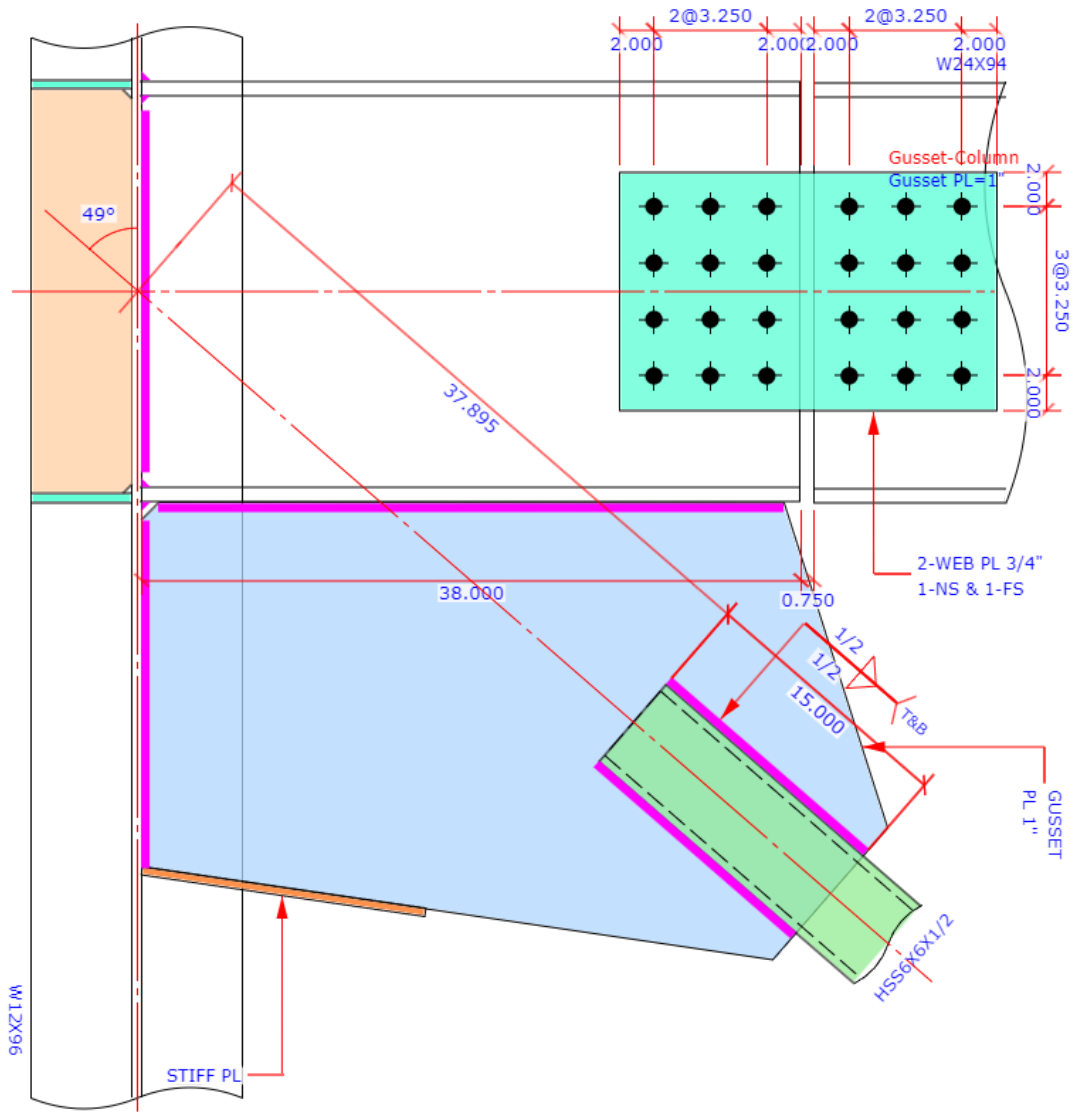 2@3.250
2@3.250
2.000
2.000
2.000
2.000
W24X94
Gusset-Column
Gusset PL=1"
2.000
49°
3@3.250
37.895
2.000
2-WEB PL 3/4"
1-NS & 1-FS
38.000
0.750
1/2
1/2
15.000
T&B
GUSSET
PL 1"
HSS6X6X1/2
W12X96
STIFF PL